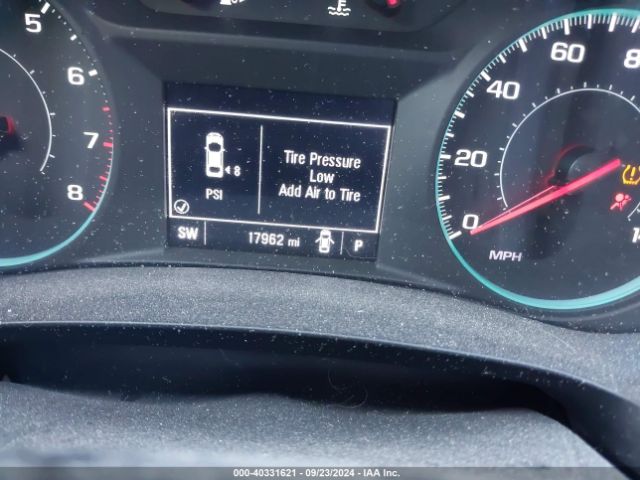 5
6
7
8
F
Tire Pressure
Low
Add Air to Tire
8
PSI
SW 17962 mi P
60
40
20
0
MPH
000-40331621 - 09/23/2024 - IAA Inc.